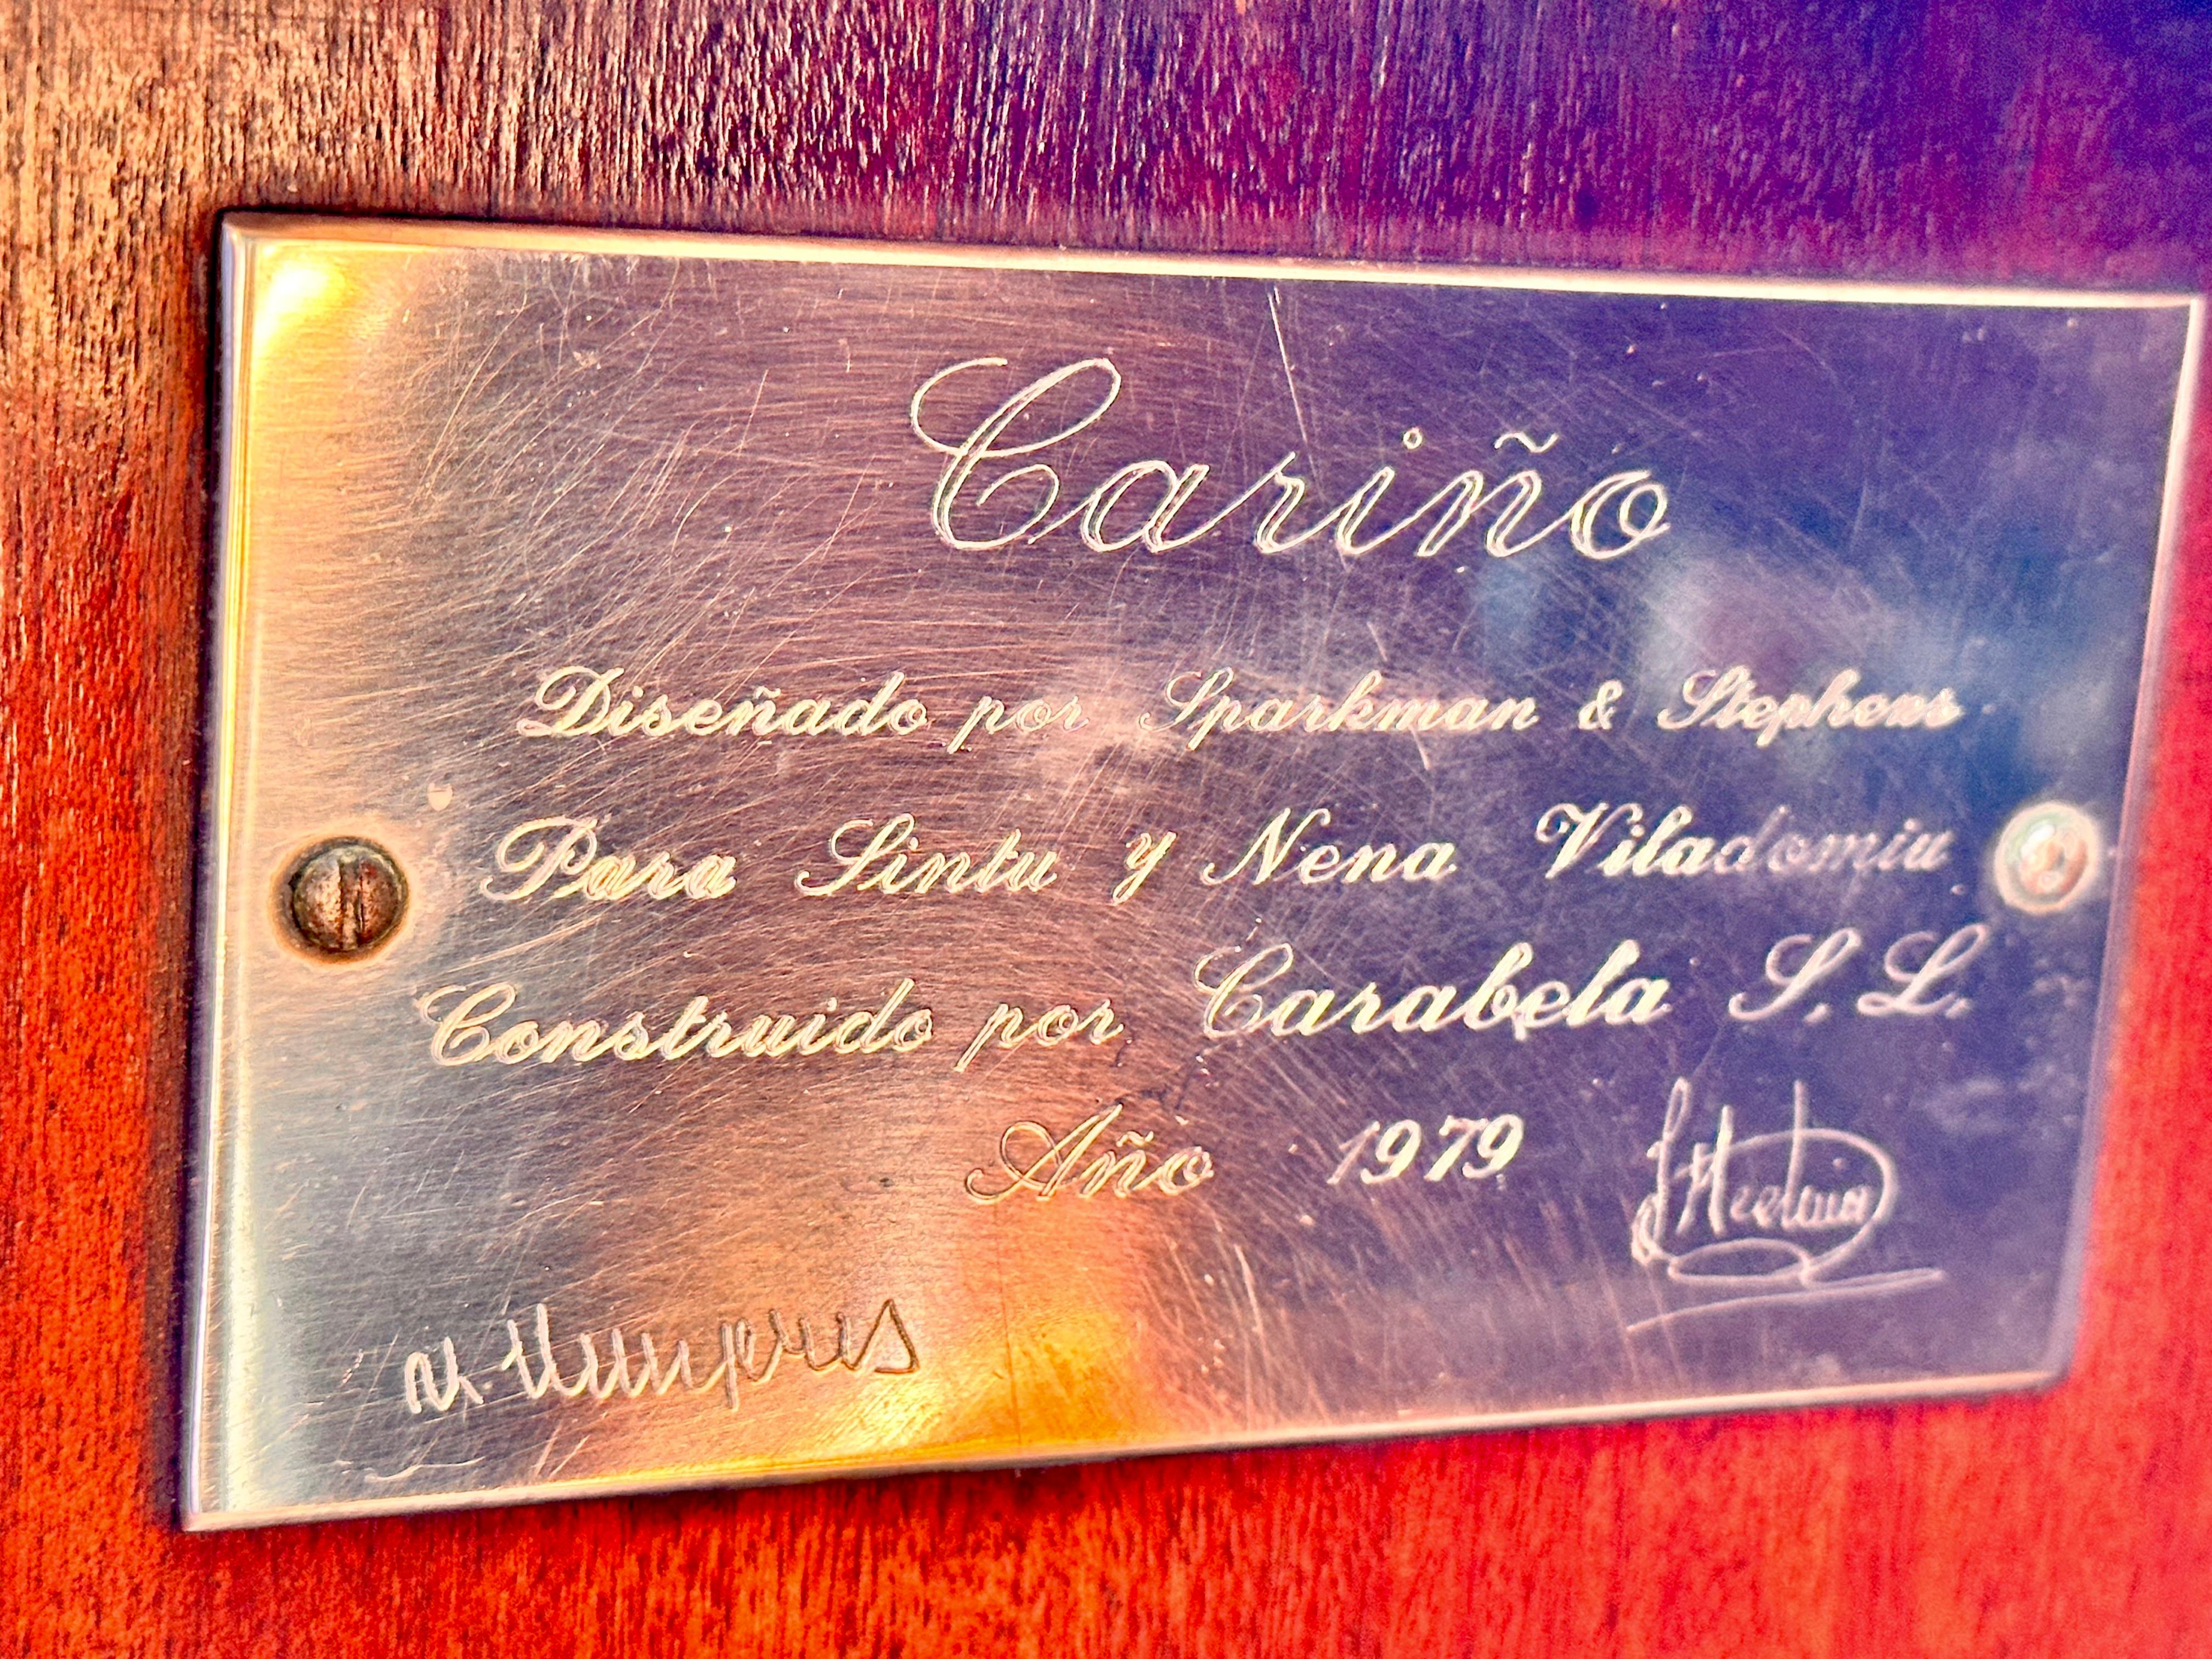 Cariño
Diseñado por Sparkman & Stephens
Para Sintu y Nena Viladomiu
Construido por Carabela S. L.
Año 1979